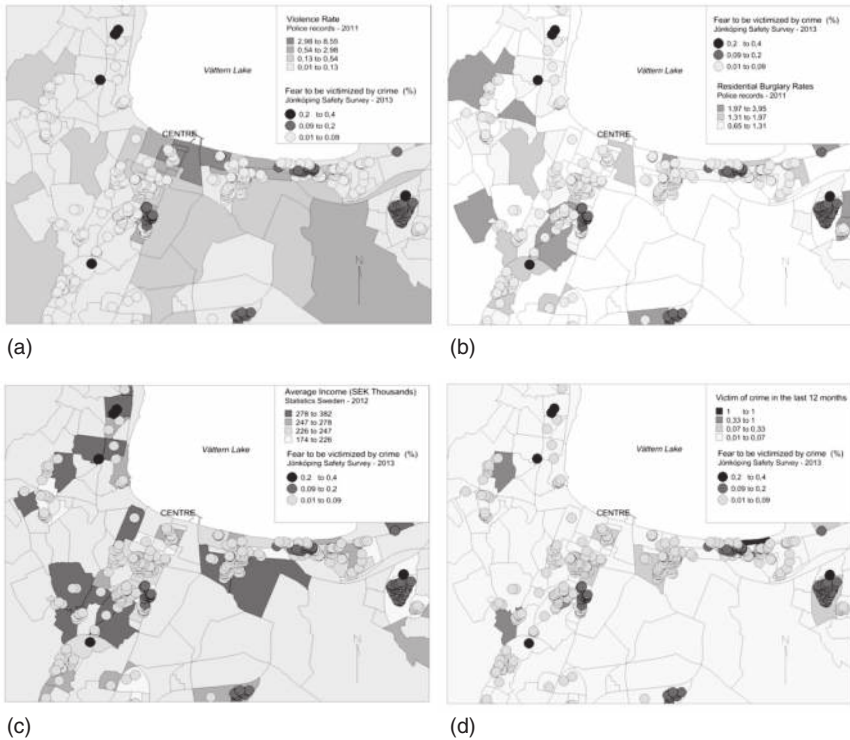 Violence Rate
Police records - 2011
2,98 to 8,55
0,54 to 2,98
0,13 to 0,54
0,01 to 0,13
Fear to be victimized by crime (%)
Jönköping Safety Survey - 2013
0,2 to 0,4
0,09 to 0,2
0,01 to 0,09
Vättern Lake
CENTRE
N
(a)
Fear to be victimized by crime (%)
Jönköping Safety Survey - 2013
0,2 to 0,4
0,09 to 0,2
0,01 to 0,09
Residential Burglary Rates
Police records - 2011
1,97 to 3,95
1,31 to 1,97
0,65 to 1,31
Vättern Lake
CENTRE
N
(b)
Average Income (SEK Thousands)
Statistics Sweden - 2012
278 to 382
247 to 278
226 to 247
174 to 226
Fear to be victimized by crime (%)
Jönköping Safety Survey - 2013
0,2 to 0,4
0,09 to 0,2
0.01 to 0.09
Vättern Lake
CENTRE
N
(c)
Victim of crime in the last 12 months
1 to 1
0,33 to 1
0,07 to 0,33
0,01 to 0,07
Fear to be victimized by crime (%)
Jönköping Safety Survey - 2013
0,2 to 0,4
0,09 to 0,2
0,01 to 0,09
Vättern Lake
CENTRE
N
(d)